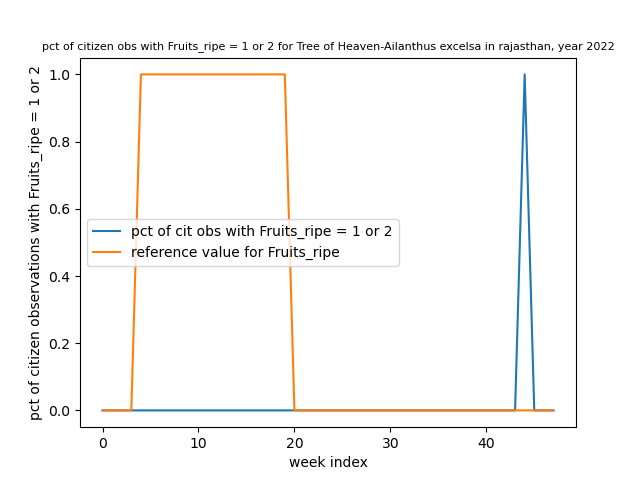 pct of citizen obs with Fruits_ripe = 1 or 2 for Tree of Heaven-Ailanthus excelsa in rajasthan, year 2022
pct of citizen observations with Fruits_ripe = 1 or 2
1.0
0.8
0.6
0.4
0.2
0.0
pct of cit obs with Fruits_ripe = 1 or 2
reference value for Fruits_ripe
0
10
20
30
40
week index